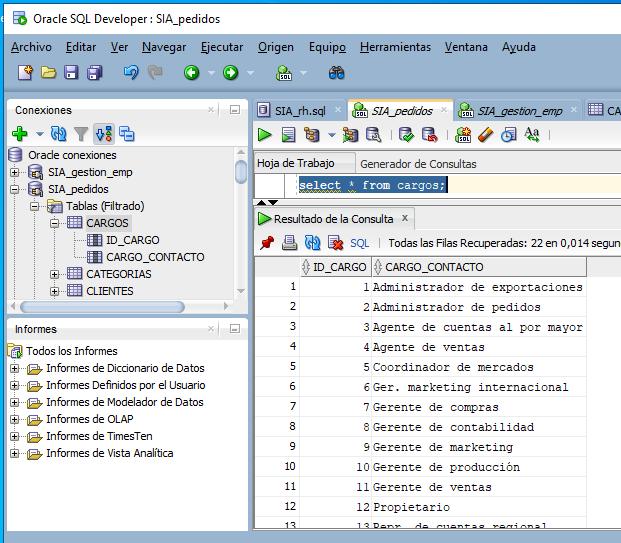 Oracle SQL Developer : SIA_pedidos
Archivo Editar Ver Navegar Ejecutar Origen Equipo Herramientas Ventana Ayuda
Conexiones
Oracle conexiones
SIA_gestion_emp
SIA_pedidos
Tablas (Filtrado)
CARGOS
ID_CARGO
CARGO_CONTACTO
CATEGORIAS
CLIENTES
Informes
Todos los Informes
Informes de Diccionario de Datos
Informes Definidos por el Usuario
Informes de Modelador de Datos
Informes de OLAP
Informes de TimesTen
Informes de Vista Analítica
SIA_rh.sql SIA_pedidos SIA_gestion_emp CA
Hoja de Trabajo Generador de Consultas
select * from cargos;
Resultado de la Consulta x
SQL Todas las Filas Recuperadas: 22 en 0,014 segun
ID_CARGO CARGO_CONTACTO
1 1 Administrador de exportaciones
2 2 Administrador de pedidos
3 3 Agente de cuentas al por mayor
4 4 Agente de ventas
5 5 Coordinador de mercados
6 6 Ger. marketing internacional
7 7 Gerente de compras
8 8 Gerente de contabilidad
9 9 Gerente de marketing
10 10 Gerente de producción
11 11 Gerente de ventas
12 12 Propietario
13 13 Repr. de cuentas regional